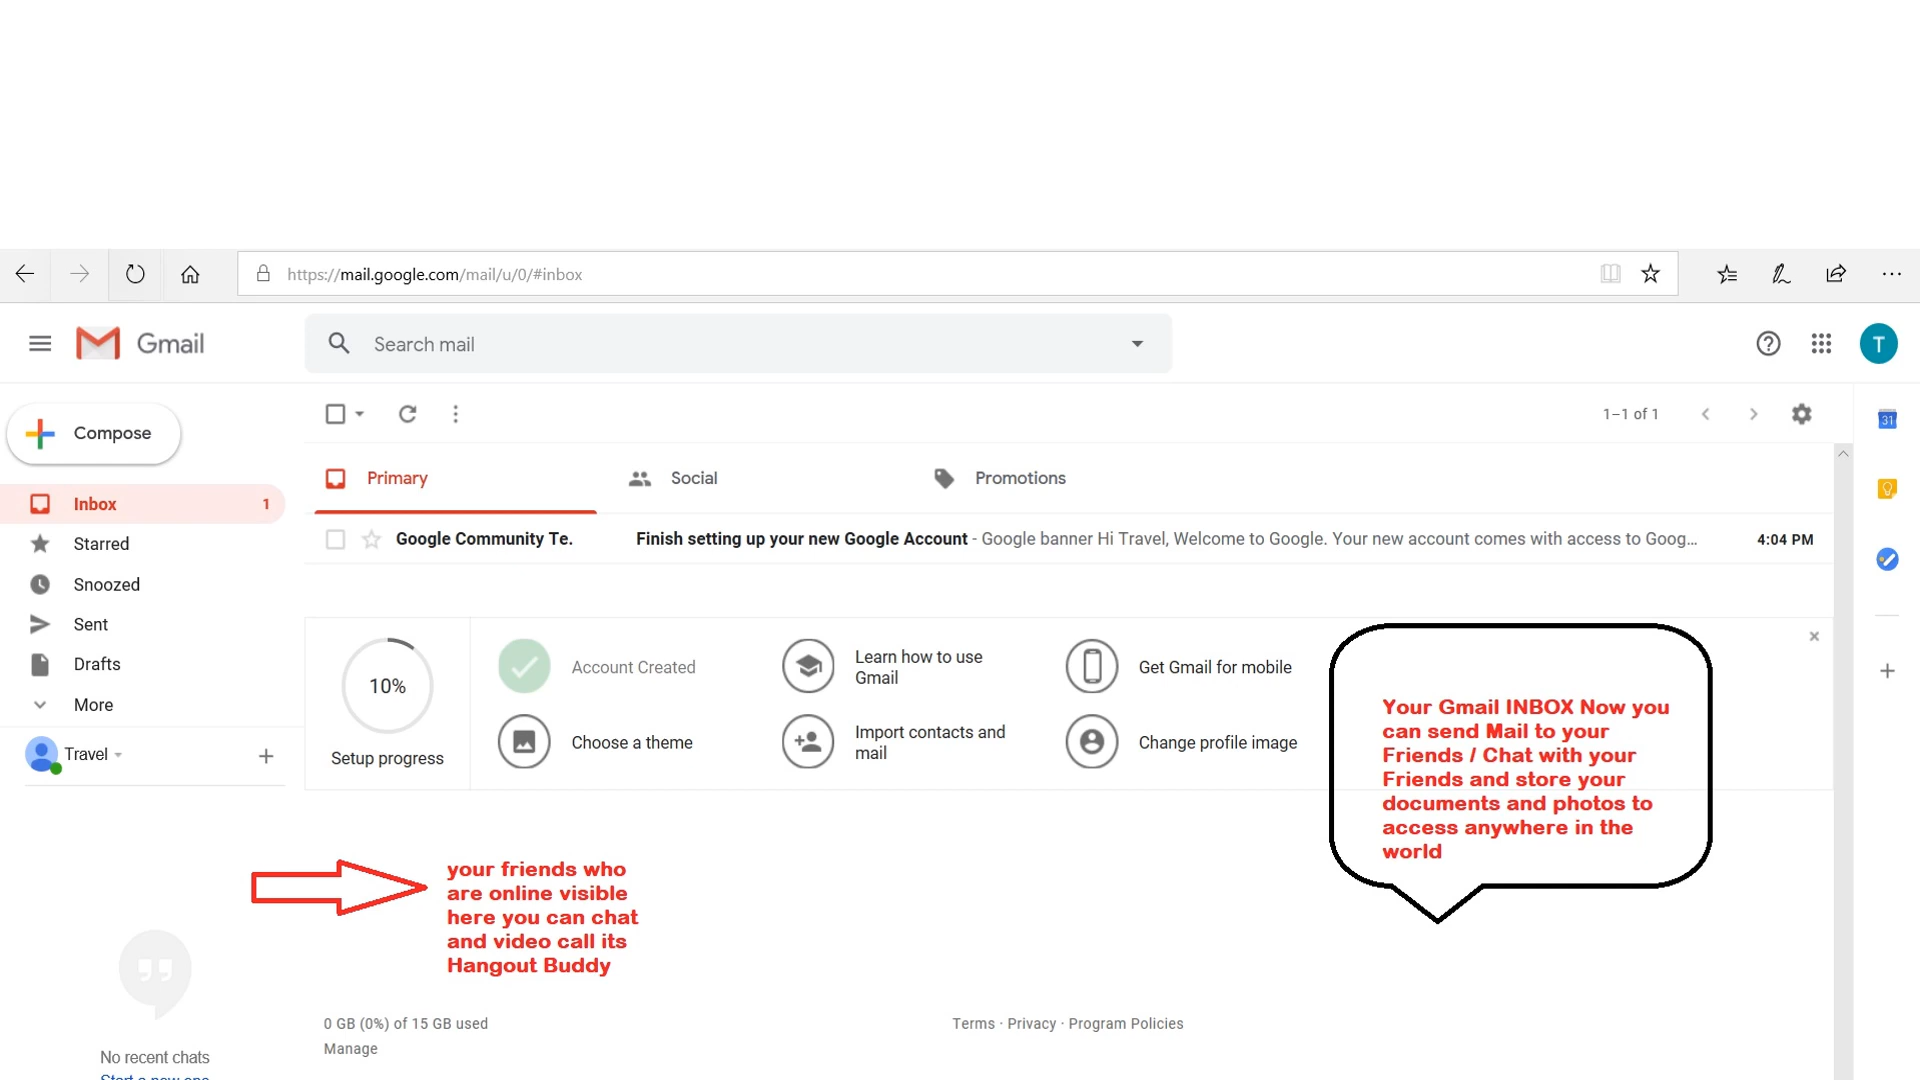 https://mail.google.com/mail/u/0/#inbox
Gmail
Search mail
T
Compose
1–1 of 1
31
Primary
Social
Promotions
Inbox 1
Starred
Snoozed
Sent
Drafts
More
Travel
Google Community Te. Finish setting up your new Google Account - Google banner Hi Travel, Welcome to Google. Your new account comes with access to Goog... 4:04 PM
10%
Setup progress
Account Created
Learn how to use
Gmail
Get Gmail for mobile
Choose a theme
Import contacts and
mail
Change profile image
Your Gmail INBOX Now you
can send Mail to your
Friends / Chat with your
Friends and store your
documents and photos to
access anywhere in the
world
your friends who
are online visible
here you can chat
and video call its
Hangout Buddy
No recent chats
Start a new one
0 GB (0%) of 15 GB used
Manage
Terms · Privacy · Program Policies